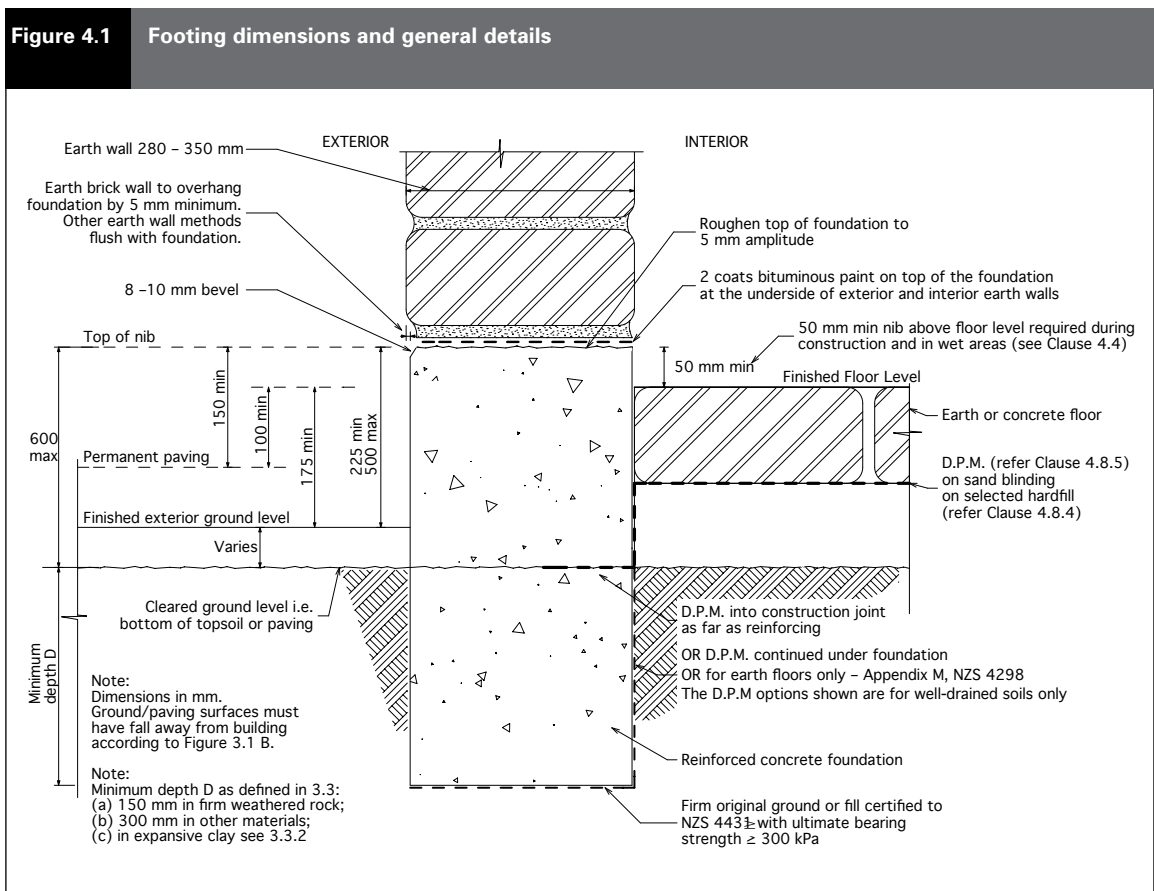 Figure 4.1
Footing dimensions and general details
EXTERIOR
INTERIOR
Earth wall 280 – 350 mm
Earth brick wall to overhang
foundation by 5 mm minimum.
Other earth wall methods
flush with foundation.
Roughen top of foundation to
5 mm amplitude
2 coats bituminous paint on top of the foundation
at the underside of exterior and interior earth walls
8 –10 mm bevel
50 mm min nib above floor level required during
construction and in wet areas (see Clause 4.4)
Top of nib
50 mm min
Finished Floor Level
150 min
100 min
175 min
225 min
500 max
600
max
Earth or concrete floor
Permanent paving
D.P.M. (refer Clause 4.8.5)
on sand blinding
on selected hardfill
(refer Clause 4.8.4)
Finished exterior ground level
Varies
Cleared ground level i.e.
bottom of topsoil or paving
D.P.M. into construction joint
as far as reinforcing
OR D.P.M. continued under foundation
OR for earth floors only – Appendix M, NZS 4298
The D.P.M options shown are for well-drained soils only
Minimum
depth D
Note:
Dimensions in mm.
Ground/paving surfaces must
have fall away from building
according to Figure 3.1 B.
Reinforced concrete foundation
Note:
Minimum depth D as defined in 3.3:
(a) 150 mm in firm weathered rock;
(b) 300 mm in other materials;
(c) in expansive clay see 3.3.2
Firm original ground or fill certified to
NZS 4431≥with ultimate bearing
strength ≥ 300 kPa